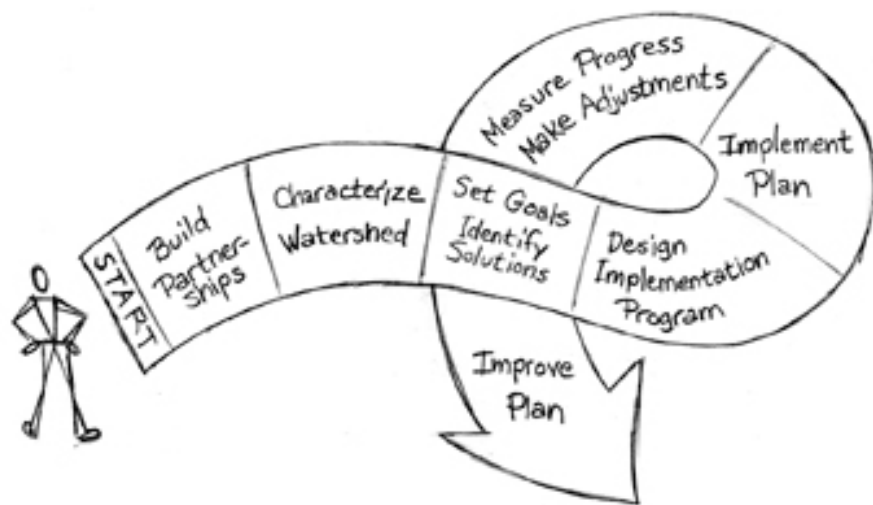 START
Build
Partner-
ships
Characterize
Watershed
Set Goals
Identify
Solutions
Design
Implementation
Program
Implement
Plan
Measure Progress
Make Adjustments
Improve
Plan